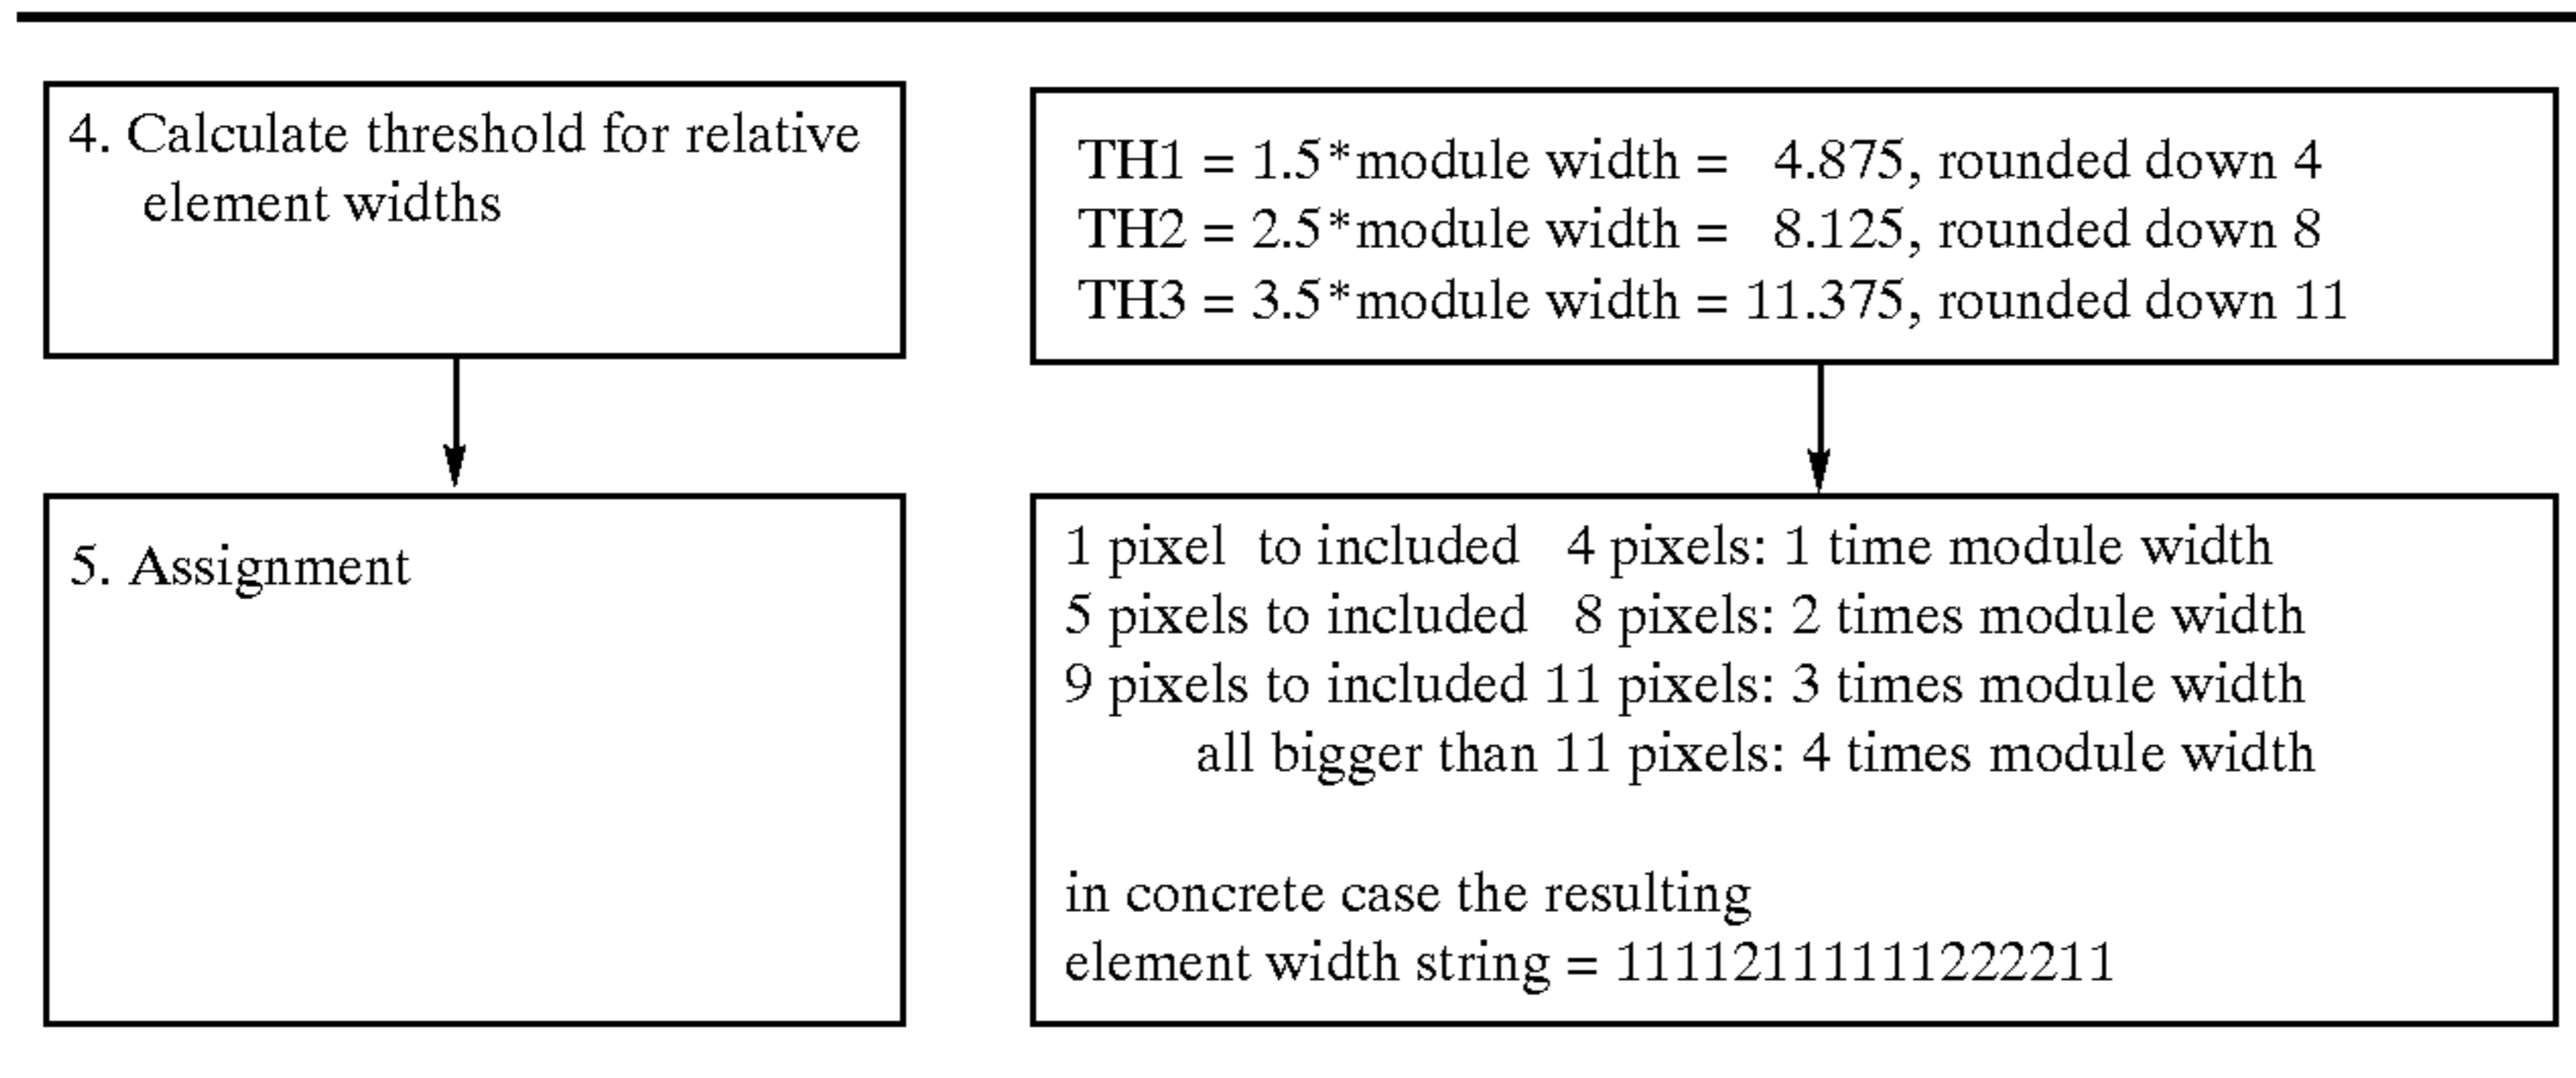 4. Calculate threshold for relative
element widths
TH1 = 1.5*module width = 4.875, rounded down 4
TH2 = 2.5*module width = 8.125, rounded down 8
TH3 = 3.5*module width = 11.375, rounded down 11
5. Assignment
1 pixel to included 4 pixels: 1 time module width
5 pixels to included 8 pixels: 2 times module width
9 pixels to included 11 pixels: 3 times module width
all bigger than 11 pixels: 4 times module width
in concrete case the resulting
element width string = 11112111111222211